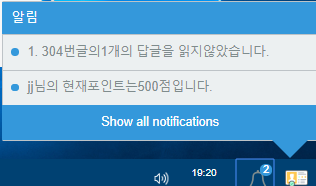 알림
1. 304번글의1개의 답글을 읽지않았습니다.
jj님의 현재포인트는500점입니다.
Show all notifications
19:20
2